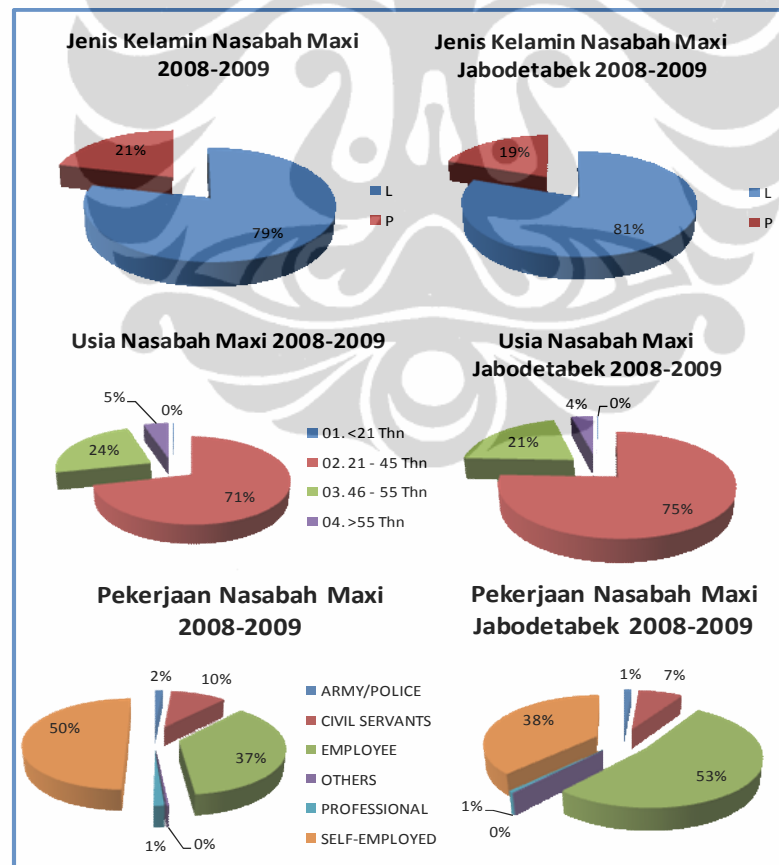 Jenis Kelamin Nasabah Maxi
2008-2009
21%
79%
L
P
Jenis Kelamin Nasabah Maxi
Jabodetabek 2008-2009
19%
81%
L
P
Usia Nasabah Maxi 2008-2009
5%
0%
24%
71%
01. <21 Thn
02. 21 - 45 Thn
03. 46 - 55 Thn
04. >55 Thn
Usia Nasabah Maxi
Jabodetabek 2008-2009
4%
0%
21%
75%
Pekerjaan Nasabah Maxi
2008-2009
2%
10%
50%
37%
1%
0%
ARMY/POLICE
CIVIL SERVANTS
EMPLOYEE
OTHERS
PROFESSIONAL
SELF-EMPLOYED
Pekerjaan Nasabah Maxi
Jabodetabek 2008-2009
1%
7%
38%
53%
1%
0%